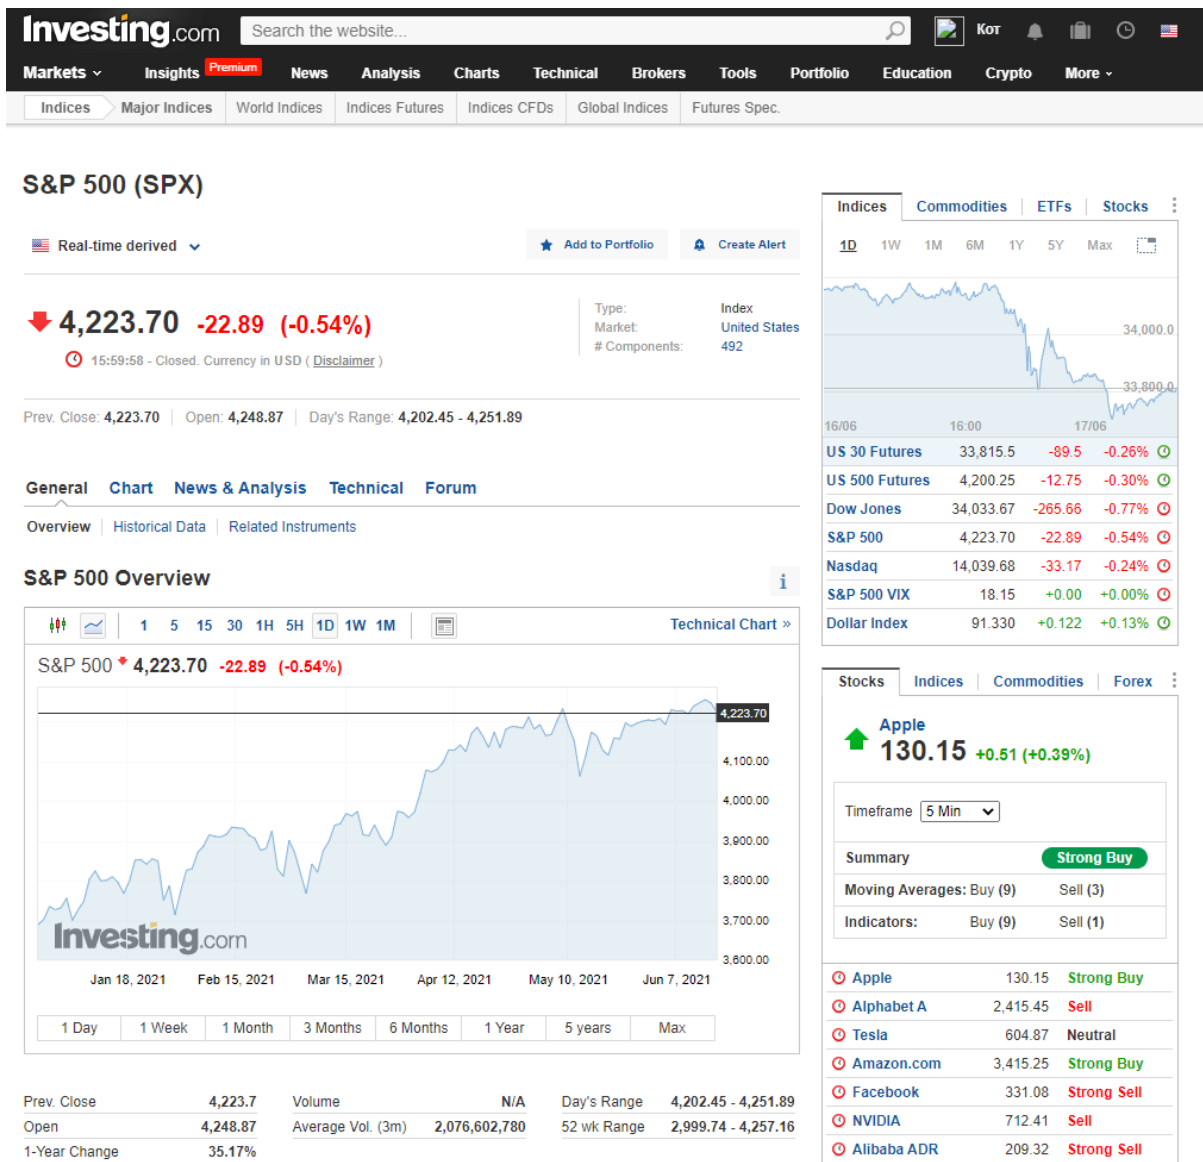 Investing.com
Search the website...
Кот
Markets
Insights Premium
News
Analysis
Charts
Technical
Brokers
Tools
Portfolio
Education
Crypto
More
Indices
Major Indices
World Indices
Indices Futures
Indices CFDs
Global Indices
Futures Spec.
S&P 500 (SPX)
Real-time derived
Add to Portfolio
Create Alert
4,223.70 -22.89 (-0.54%)
15:59:58 - Closed. Currency in USD ( Disclaimer )
Type: Index
Market: United States
# Components: 492
Prev. Close: 4,223.70 Open: 4,248.87 Day's Range: 4,202.45 - 4,251.89
General Chart News & Analysis Technical Forum
Overview Historical Data Related Instruments
S&P 500 Overview
i
1 5 15 30 1H 5H 1D 1W 1M
Technical Chart »
S&P 500 4,223.70 -22.89 (-0.54%)
4,223.70
4,100.00
4,000.00
3,900.00
3,800.00
3,700.00
3,600.00
Investing.com
Jan 18, 2021 Feb 15, 2021 Mar 15, 2021 Apr 12, 2021 May 10, 2021 Jun 7, 2021
1 Day 1 Week 1 Month 3 Months 6 Months 1 Year 5 years Max
Prev. Close 4,223.7 Volume N/A Day's Range 4,202.45 - 4,251.89
Open 4,248.87 Average Vol. (3m) 2,076,602,780 52 wk Range 2,999.74 - 4,257.16
1-Year Change 35.17%
Indices Commodities ETFs Stocks
1D 1W 1M 6M 1Y 5Y Max
34,000.0
33,800.0
16/06 16:00 17/06
US 30 Futures 33,815.5 -89.5 -0.26%
US 500 Futures 4,200.25 -12.75 -0.30%
Dow Jones 34,033.67 -265.66 -0.77%
S&P 500 4,223.70 -22.89 -0.54%
Nasdaq 14,039.68 -33.17 -0.24%
S&P 500 VIX 18.15 +0.00 +0.00%
Dollar Index 91.330 +0.122 +0.13%
Stocks Indices Commodities Forex
Apple
130.15 +0.51 (+0.39%)
Timeframe 5 Min
Summary Strong Buy
Moving Averages: Buy (9) Sell (3)
Indicators: Buy (9) Sell (1)
Apple 130.15 Strong Buy
Alphabet A 2,415.45 Sell
Tesla 604.87 Neutral
Amazon.com 3,415.25 Strong Buy
Facebook 331.08 Strong Sell
NVIDIA 712.41 Sell
Alibaba ADR 209.32 Strong Sell